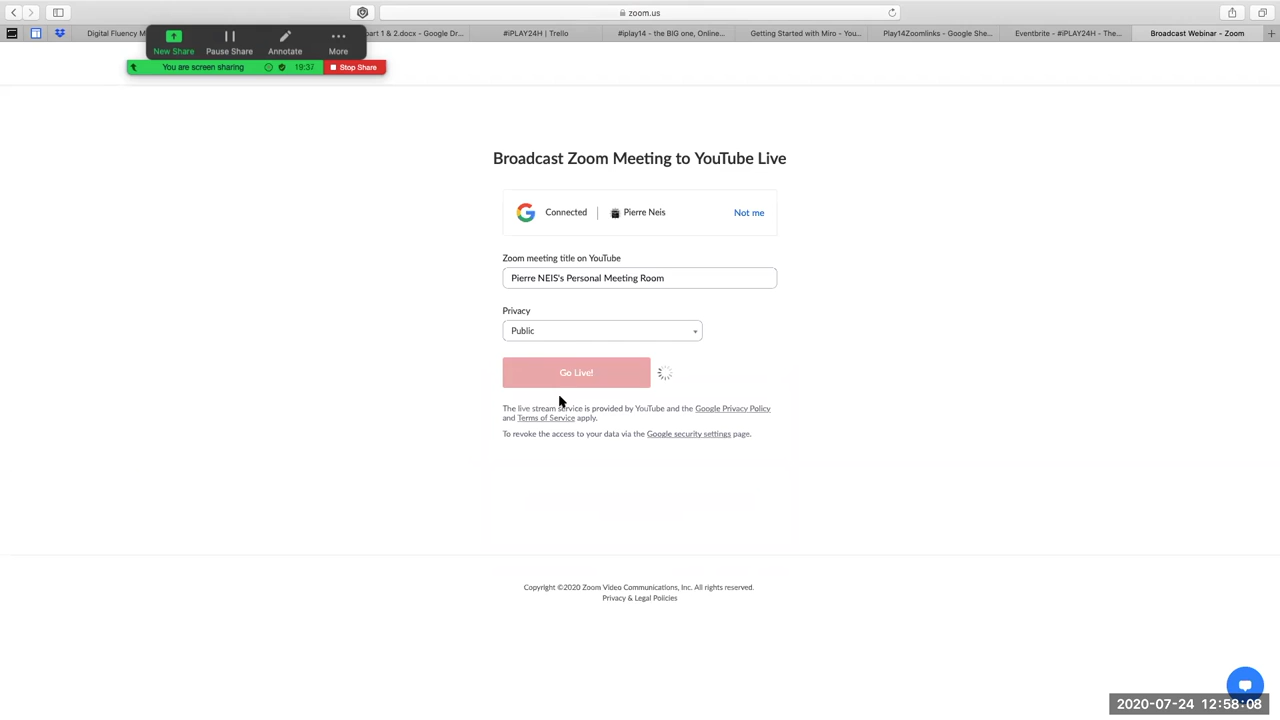 zoom.us
Digital Fluency M
part 1 & 2.docx - Google Dr...
#iPLAY24H | Trello
#iplay14 - the BIG one, Online...
Getting Started with Miro - You...
Play14Zoomlinks - Google She...
Eventbrite - #iPLAY24H - The...
Broadcast Webinar - Zoom
New Share
Pause Share
Annotate
More
You are screen sharing
19:37
Stop Share
Broadcast Zoom Meeting to YouTube Live
Connected
Pierre Neis
Not me
Zoom meeting title on YouTube
Pierre NEIS's Personal Meeting Room
Privacy
Public
Go Live!
The live stream service is provided by YouTube and the Google Privacy Policy
and Terms of Service apply.
To revoke the access to your data via the Google security settings page.
Copyright ©2020 Zoom Video Communications, Inc. All rights reserved.
Privacy & Legal Policies
2020-07-24 12:58:08